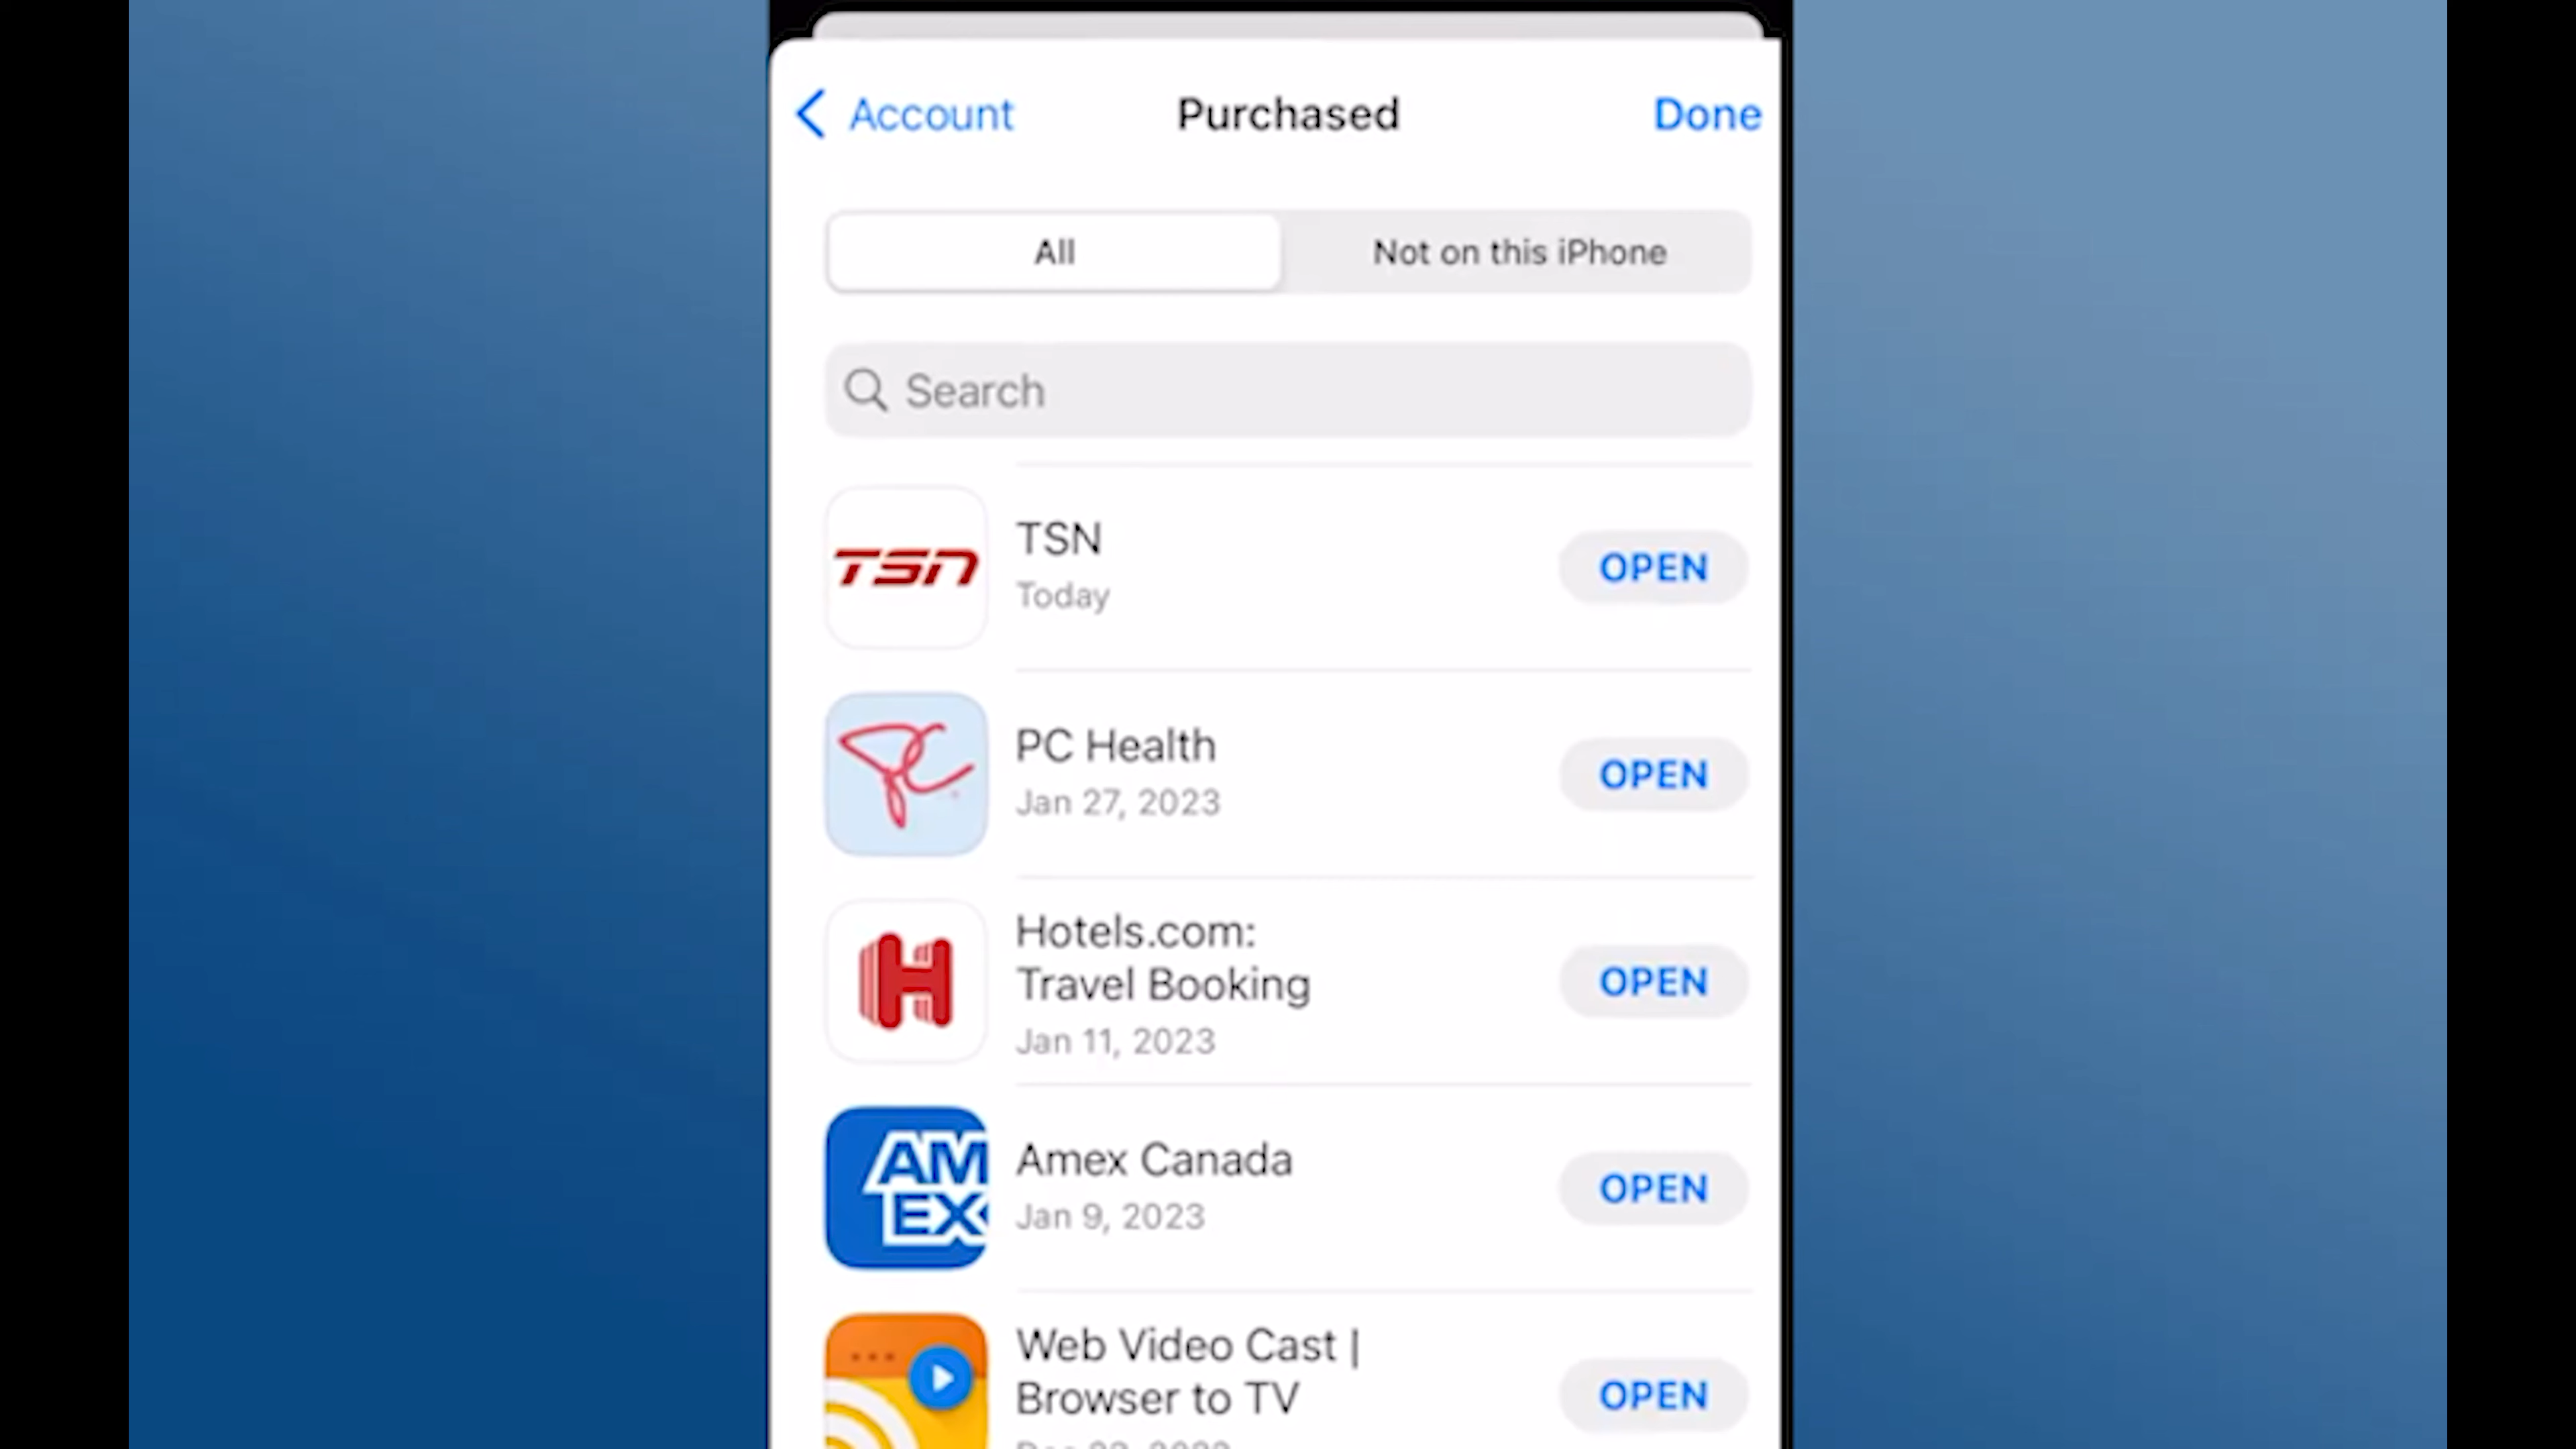 Account
Purchased
Done
All
Not on this iPhone
Search
TSN
TSN
Today
OPEN
PC
PC Health
Jan 27, 2023
OPEN
H
Hotels.com:
Travel Booking
Jan 11, 2023
OPEN
AM
EX
Amex Canada
Jan 9, 2023
OPEN
Web Video Cast |
Browser to TV
OPEN